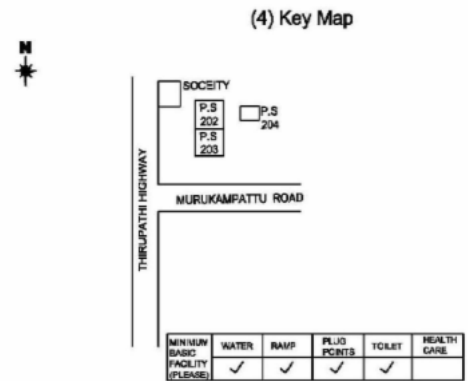 (4) Key Map
N
SOCEITY
P.S
202
P.S
203
P.S
204
THIRUPATHI HIGHWAY
MURUKAMPATTU ROAD
MINIMUM
BASIC
FACILITY
(PLEASE)
WATER
RAMP
PLUG
POINTS
TOILET
HEALTH
CARE
✓ ✓ ✓ ✓